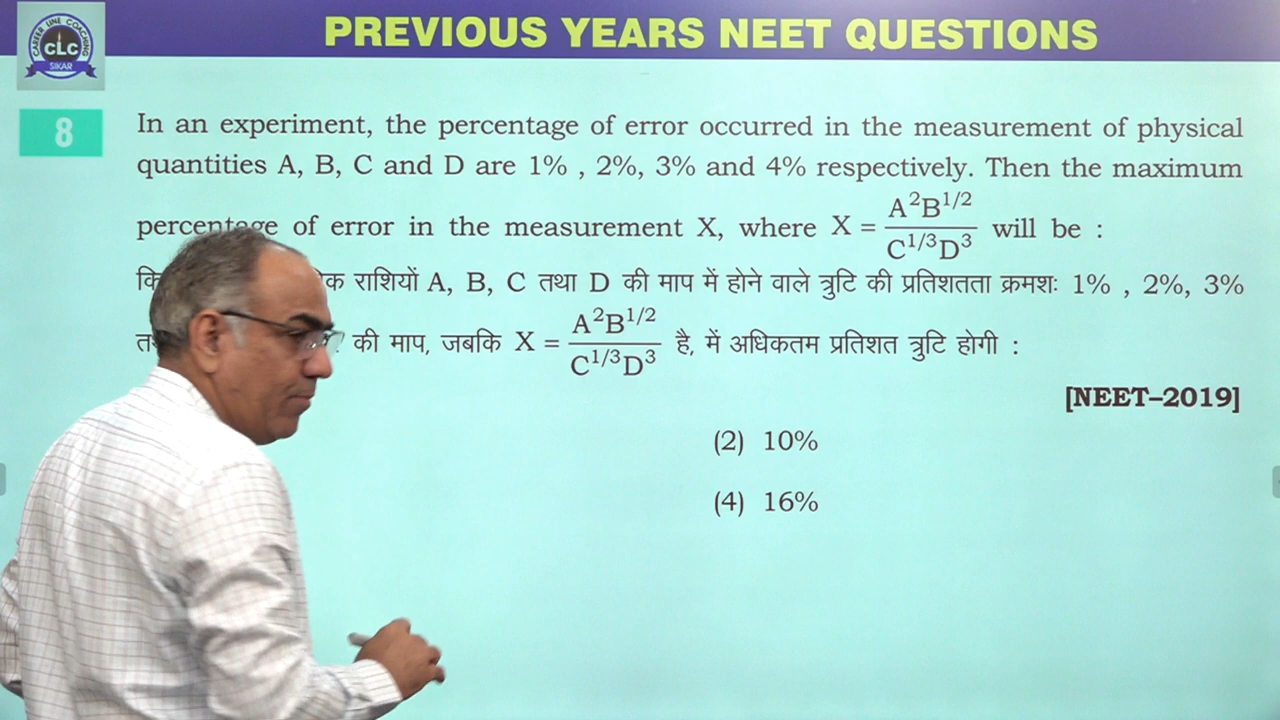 PREVIOUS YEARS NEET QUESTIONS
CAREER LINE COACHING
CLC
SIKAR
8
In an experiment, the percentage of error occurred in the measurement of physical
quantities A, B, C and D are 1% , 2%, 3% and 4% respectively. Then the maximum
percentage of error in the measurement X, where X = A²B^1/2 / C^1/3D³ will be :
राशियों A, B, C तथा D की माप में होने वाले त्रुटि की प्रतिशतता क्रमशः 1% , 2%, 3%
की माप, जबकि X = A²B^1/2 / C^1/3D³ है, में अधिकतम प्रतिशत त्रुटि होगी :
[NEET–2019]
(2) 10%
(4) 16%